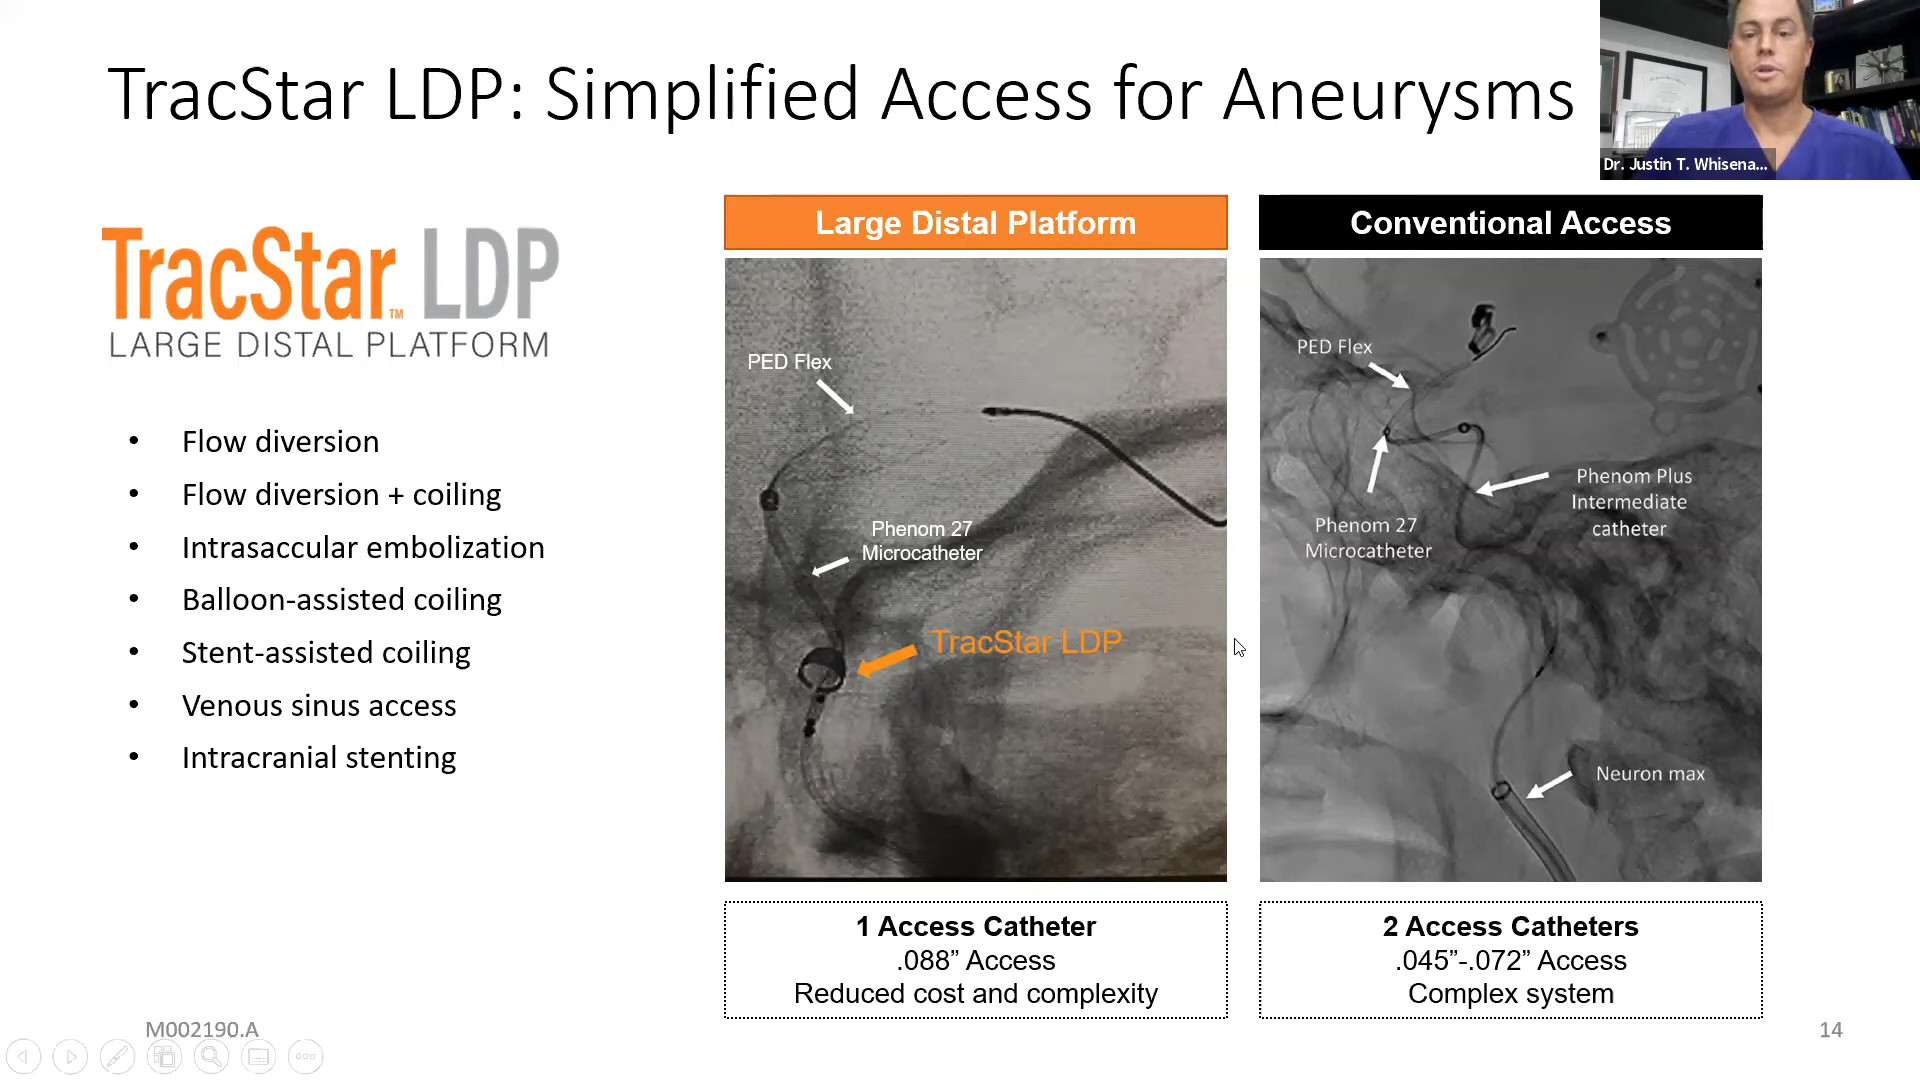 TracStar LDP: Simplified Access for Aneurysms
Dr. Justin T. Whisena...
TracStar™ LDP
LARGE DISTAL PLATFORM
• Flow diversion
• Flow diversion + coiling
• Intrasaccular embolization
• Balloon-assisted coiling
• Stent-assisted coiling
• Venous sinus access
• Intracranial stenting
Large Distal Platform
PED Flex
Phenom 27
Microcatheter
TracStar LDP
1 Access Catheter
.088” Access
Reduced cost and complexity
Conventional Access
PED Flex
Phenom Plus
Intermediate
catheter
Phenom 27
Microcatheter
Neuron max
2 Access Catheters
.045”-.072” Access
Complex system
M002190.A
14